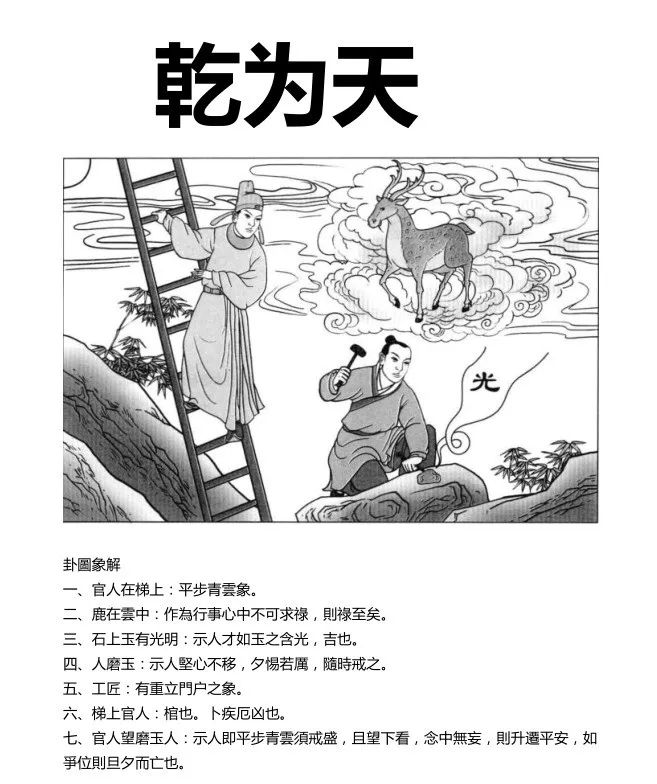 乾为天
光
卦圖象解
一、官人在梯上：平步青雲象。
二、鹿在雲中：作為行事心中不可求祿，則祿至矣。
三、石上玉有光明：示人才如玉之含光，吉也。
四、人磨玉：示人堅心不移，夕惕若厲，隨時戒之。
五、工匠：有重立門户之象。
六、梯上官人：棺也。卜疾厄凶也。
七、官人望磨玉人：示人即平步青雲須戒盛，且望下看，念中無妄，則升遷平安，如
爭位則旦夕而亡也。